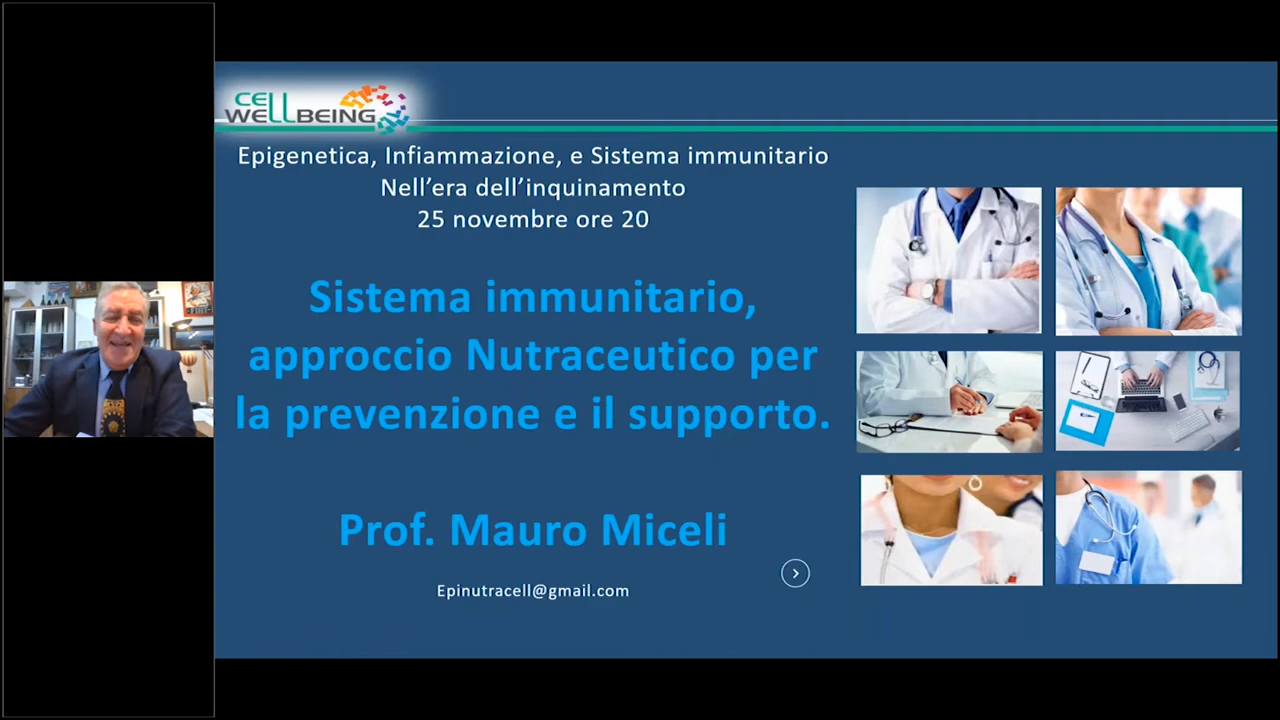 CELL
WELLBEING
Epigenetica, Infiammazione, e Sistema immunitario
Nell'era dell'inquinamento
25 novembre ore 20
Sistema immunitario,
approccio Nutraceutico per
la prevenzione e il supporto.
Prof. Mauro Miceli
Epinutracell@gmail.com